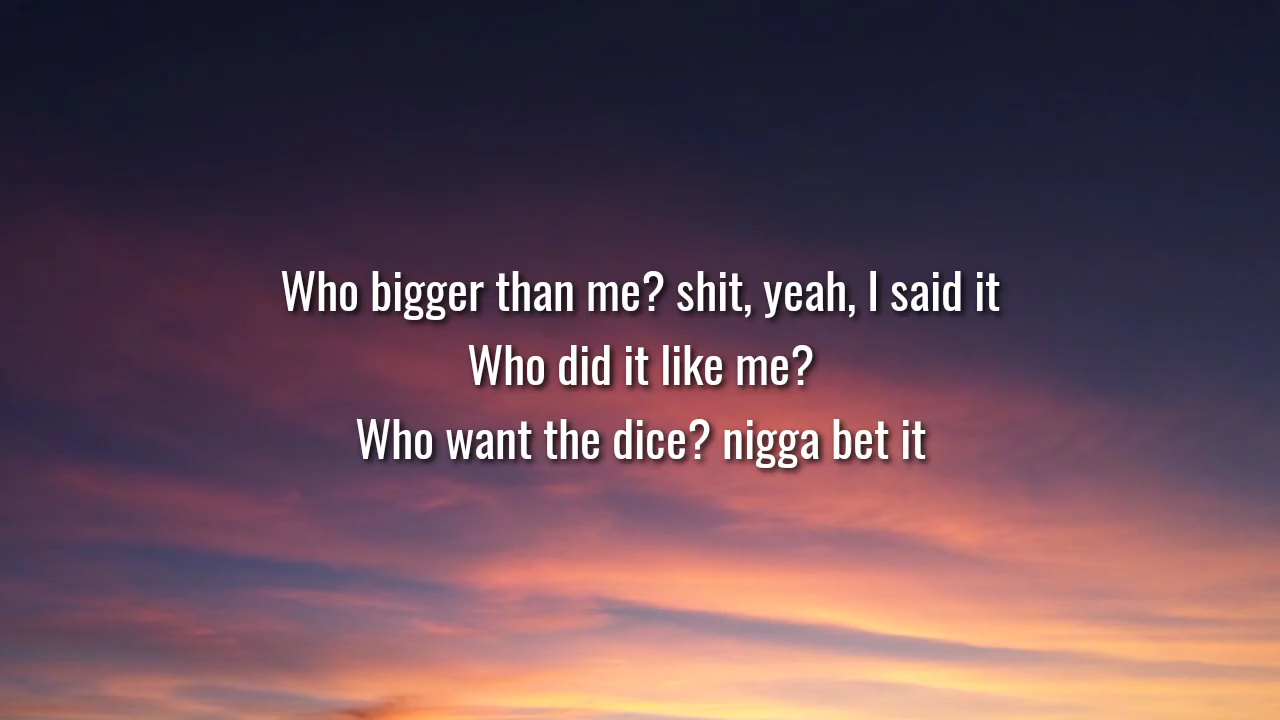 Who bigger than me? shit, yeah, I said it
Who did it like me?
Who want the dice? nigga bet it